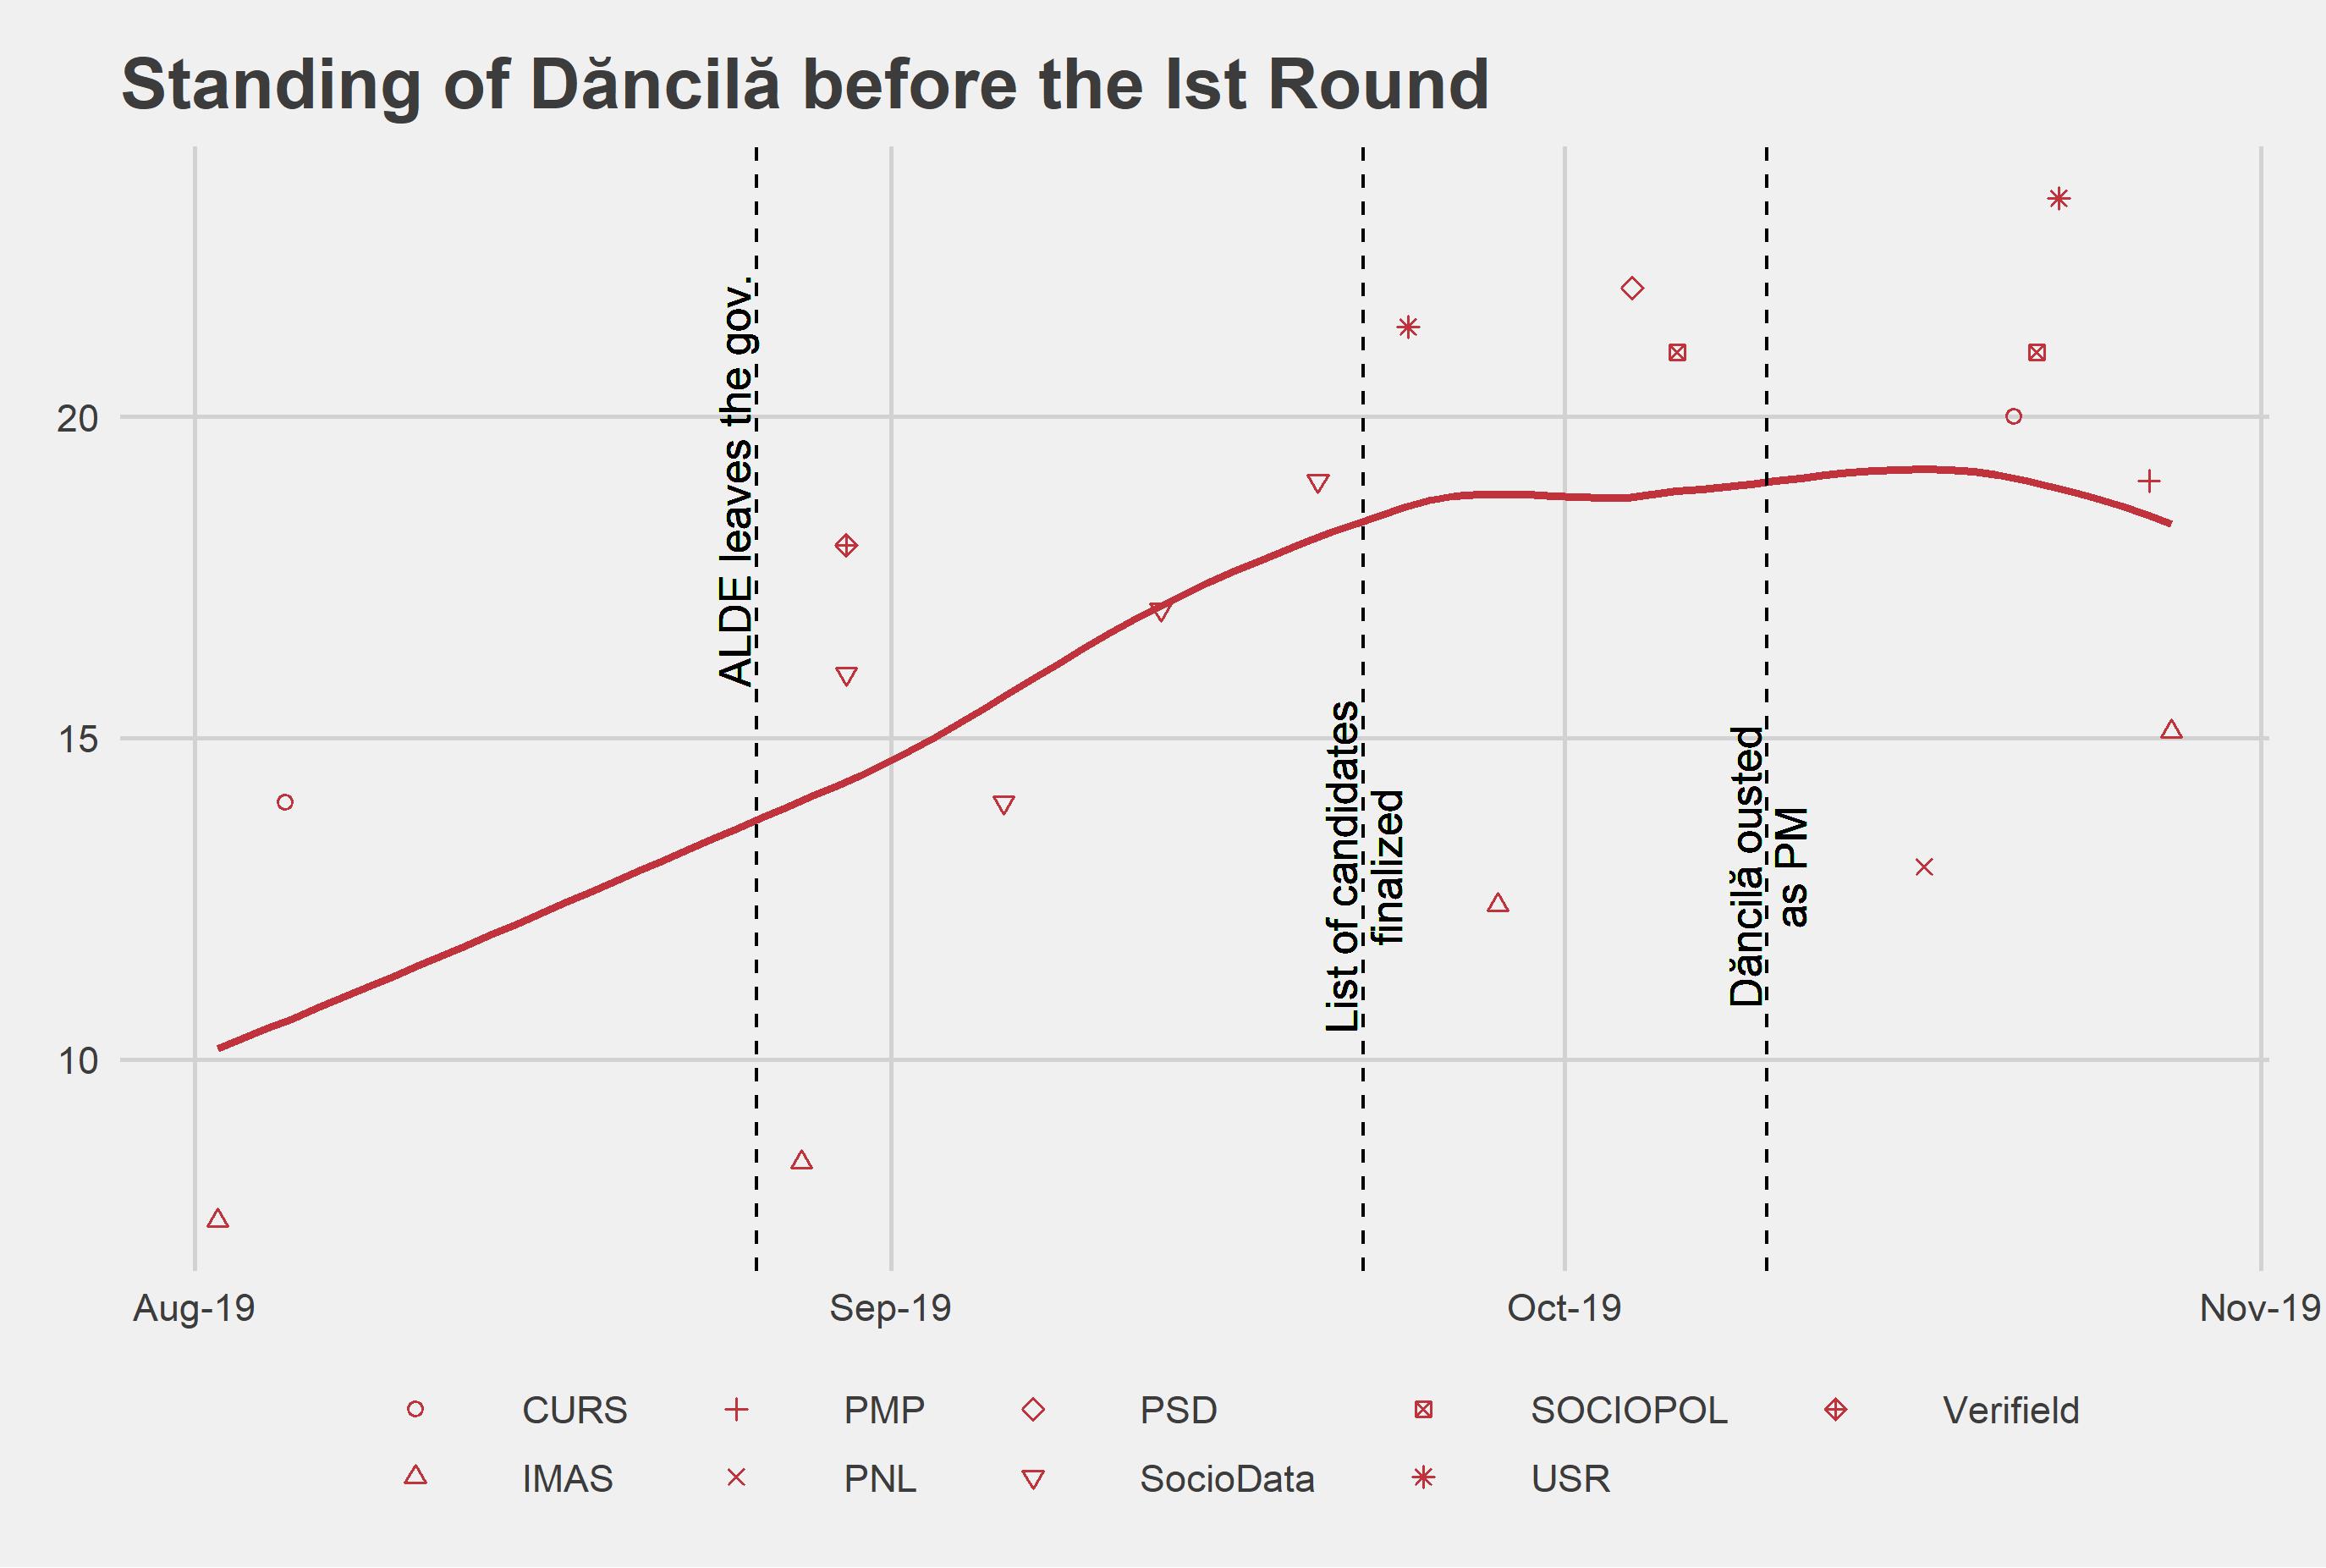 Standing of Dăncilă before the Ist Round
20
15
10
ALDE leaves the gov.
List of candidates
finalized
Dăncilă ousted
as PM
Aug-19
Sep-19
Oct-19
Nov-19
CURS
PMP
PSD
SOCIOPOL
Verifield
IMAS
PNL
SocioData
USR